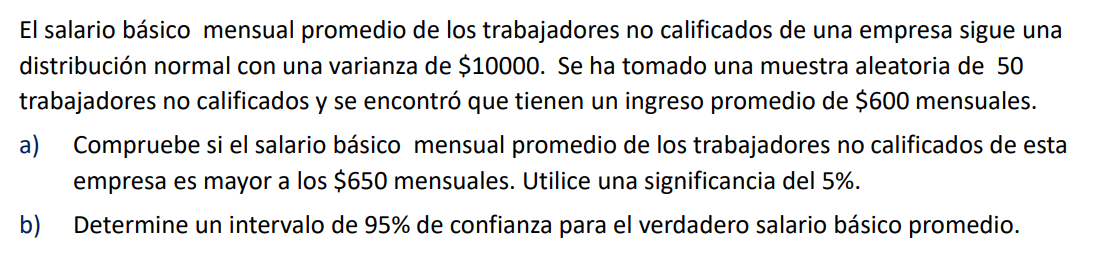 El salario básico  mensual promedio de los trabajadores no calificados de una empresa sigue una
distribución normal con una varianza de $10000.  Se ha tomado una muestra aleatoria de  50
trabajadores no calificados y se encontró que tienen un ingreso promedio de $600 mensuales.
a) Compruebe si el salario básico  mensual promedio de los trabajadores no calificados de esta
empresa es mayor a los $650 mensuales. Utilice una significancia del 5%.
b) Determine un intervalo de 95% de confianza para el verdadero salario básico promedio.